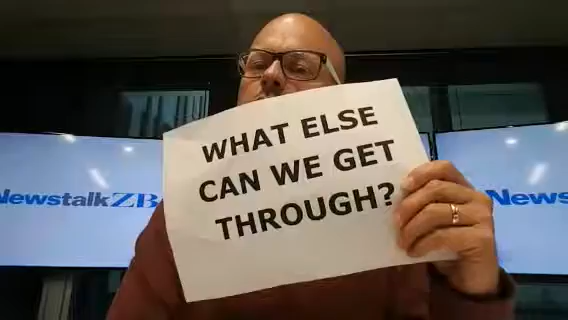 WHAT ELSE
CAN WE GET
THROUGH?
NewstalkZB
News